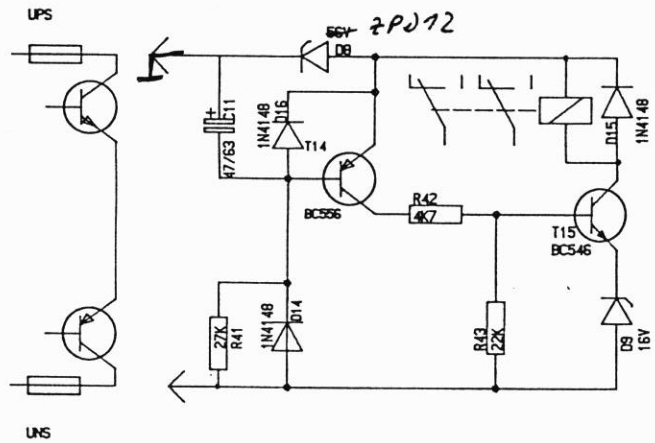 UPS
56V ZPD12
D8
C11
47/63
D16
1N4148
T14
BC556
R42
4K7
D15
1N4148
T15
BC546
27K
R41
1N4148
D14
R43
22K
D9
16V
UNS